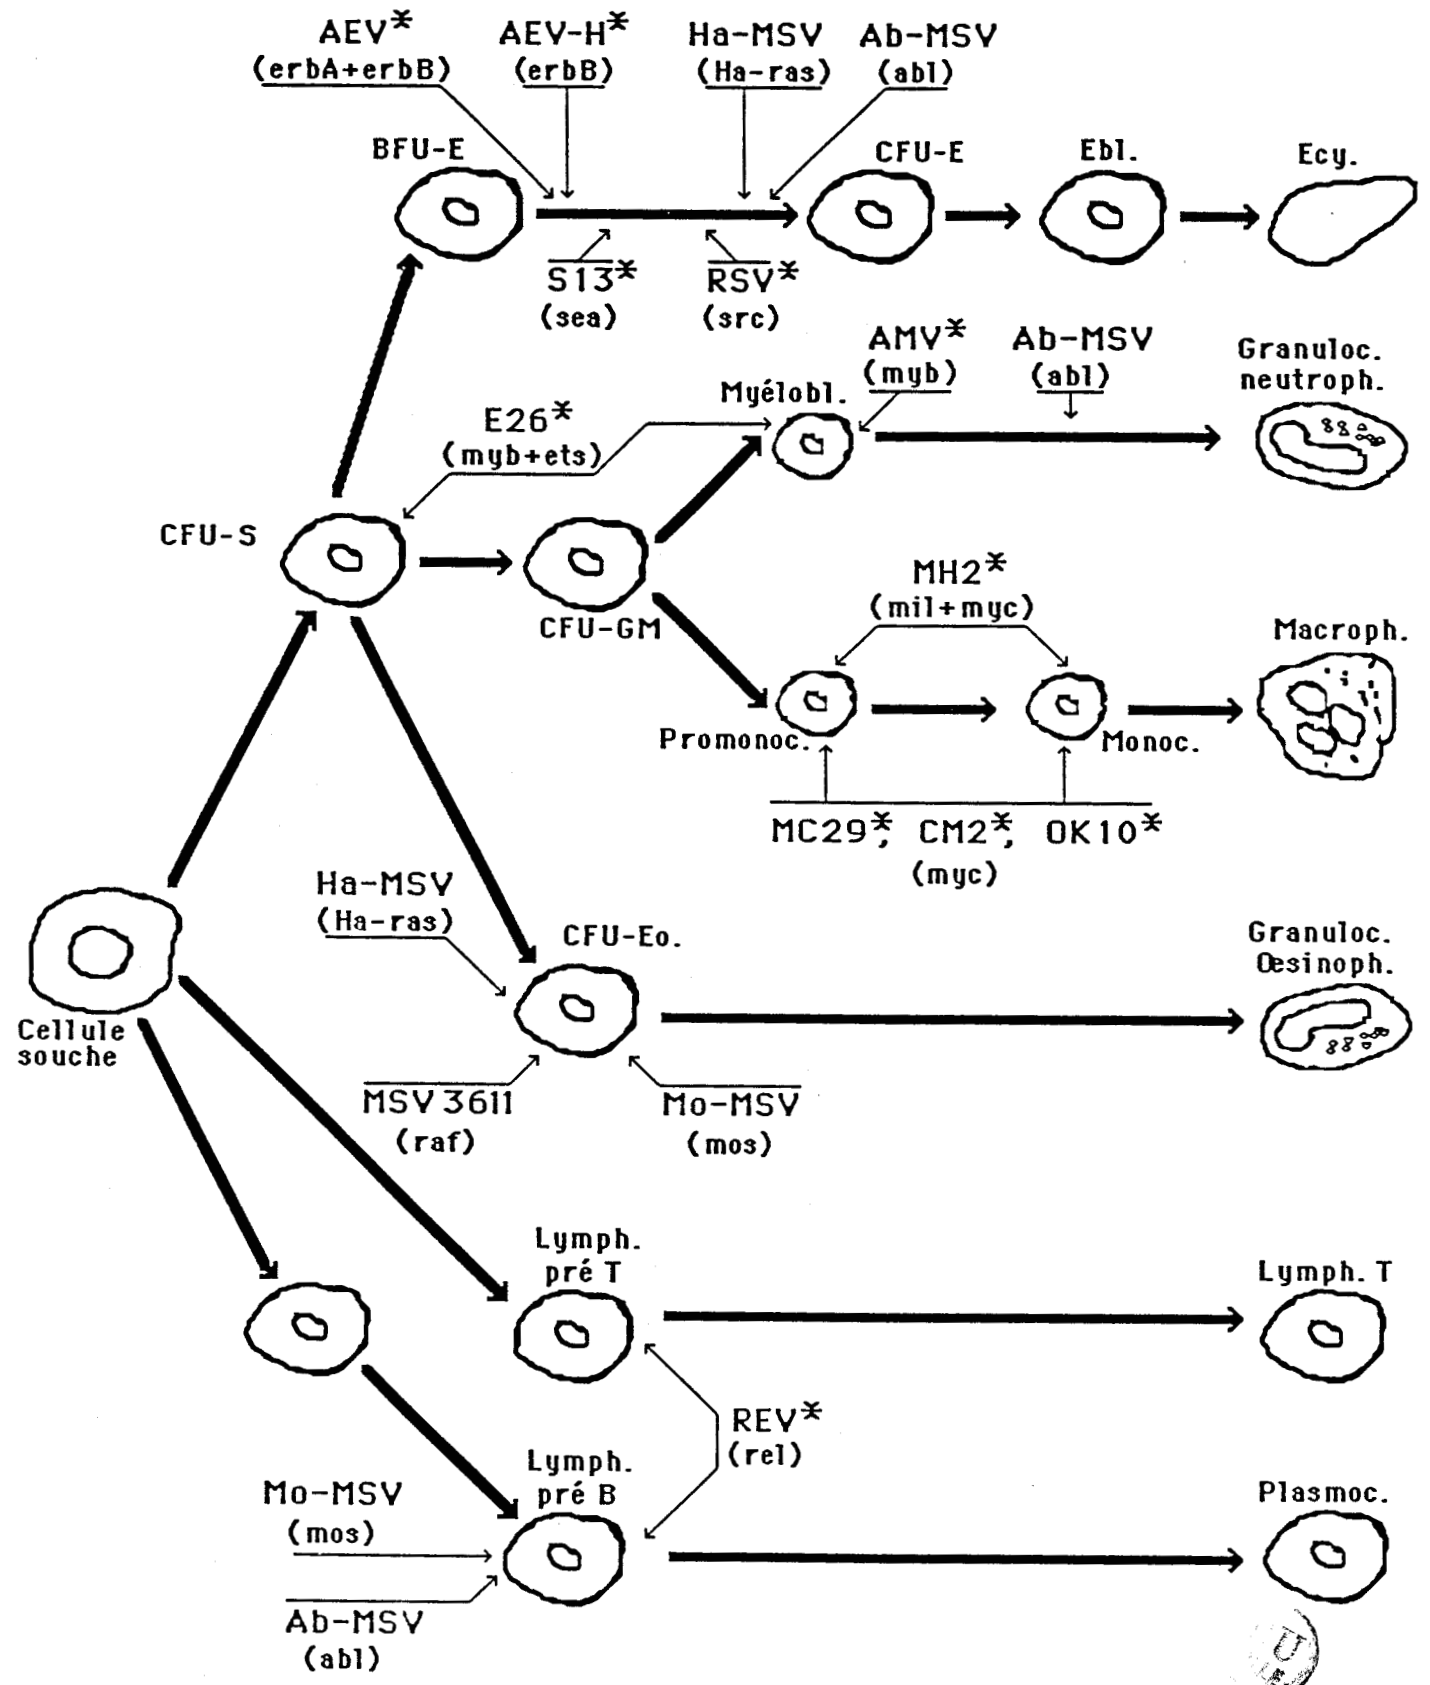 AEV* AEV-H* Ha-MSV Ab-MSV
(erbA+erbB) (erbB) (Ha-ras) (abl)
BFU-E CFU-E Ebl. Ecy.
S13* RSV*
(sea) (src)
AMV* Ab-MSV
(myb) (abl)
Granuloc.
neutroph.
Myélobl.
E26*
(myb+ets)
CFU-S
CFU-GM
MH2*
(mil+myc)
Macroph.
Promonoc. Monoc.
MC29*, CM2*, OK10*
(myc)
Ha-MSV
(Ha-ras)
CFU-Eo.
Granuloc.
Œsinoph.
Cellule
souche
MSV 3611 Mo-MSV
(raf) (mos)
Lymph.
pré T
Lymph. T
REV*
(rel)
Lymph.
pré B
Plasmoc.
Mo-MSV
(mos)
Ab-MSV
(abl)
U